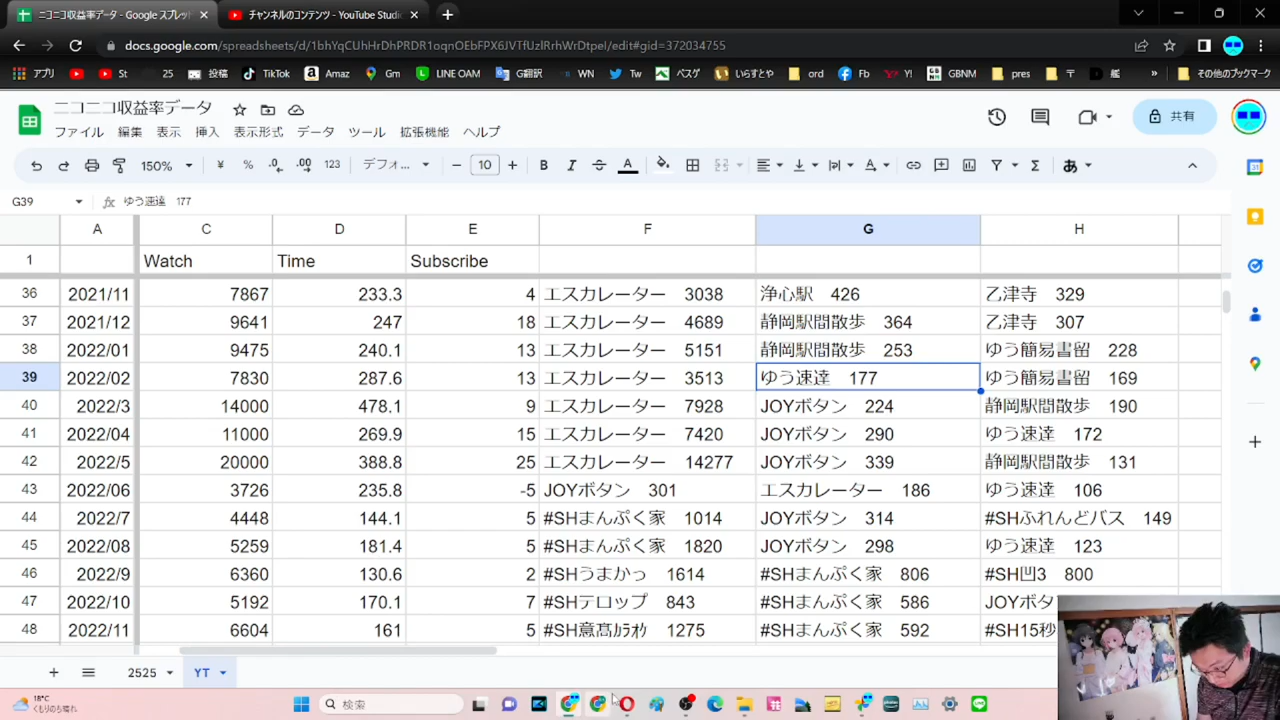 ニコニコ収益率データ - Google スプレッ
チャンネルのコンテンツ - YouTube Studi
docs.google.com/spreadsheets/d/1bhYqCUhHrDhPRDR1oqnOEbFPX6JVTfUzlRrhWrDtpeI/edit#gid=372034755
アプリ St 25 投稿 TikTok Amaz Gm LINE OAM G翻訳 WN Tw ペスゲ いらすとや ord Fb Y! GBNM pres 〒 艦 » その他のブックマーク
ニコニコ収益率データ
ファイル 編集 表示 挿入 表示形式 データ ツール 拡張機能 ヘルプ
共有
150% ¥ % .0 .00 123 デフォ... 10 B I A Σ あ
G39 fx ゆう速達 177
A C D E F G H
1 Watch Time Subscribe
36 2021/11 7867 233.3 4 エスカレーター 3038 浄心駅 426 乙津寺 329
37 2021/12 9641 247 18 エスカレーター 4689 静岡駅間散歩 364 乙津寺 307
38 2022/01 9475 240.1 13 エスカレーター 5151 静岡駅間散歩 253 ゆう簡易書留 228
39 2022/02 7830 287.6 13 エスカレーター 3513 ゆう速達 177 ゆう簡易書留 169
40 2022/3 14000 478.1 9 エスカレーター 7928 JOYボタン 224 静岡駅間散歩 190
41 2022/04 11000 269.9 15 エスカレーター 7420 JOYボタン 290 ゆう速達 172
42 2022/5 20000 388.8 25 エスカレーター 14277 JOYボタン 339 静岡駅間散歩 131
43 2022/06 3726 235.8 -5 JOYボタン 301 エスカレーター 186 ゆう速達 106
44 2022/7 4448 144.1 5 #SHまんぷく家 1014 JOYボタン 314 #SHふれんどバス 149
45 2022/08 5259 181.4 5 #SHまんぷく家 1820 JOYボタン 298 ゆう速達 123
46 2022/9 6360 130.6 2 #SHうまかっ 1614 #SHまんぷく家 806 #SH凹3 800
47 2022/10 5192 170.1 7 #SHテロップ 843 #SHまんぷく家 586 JOYボタ
48 2022/11 6604 161 5 #SH意髙ｶﾗｵｹ 1275 #SHまんぷく家 592 #SH15秒
2525 YT
18°C
くもりのち晴れ
検索